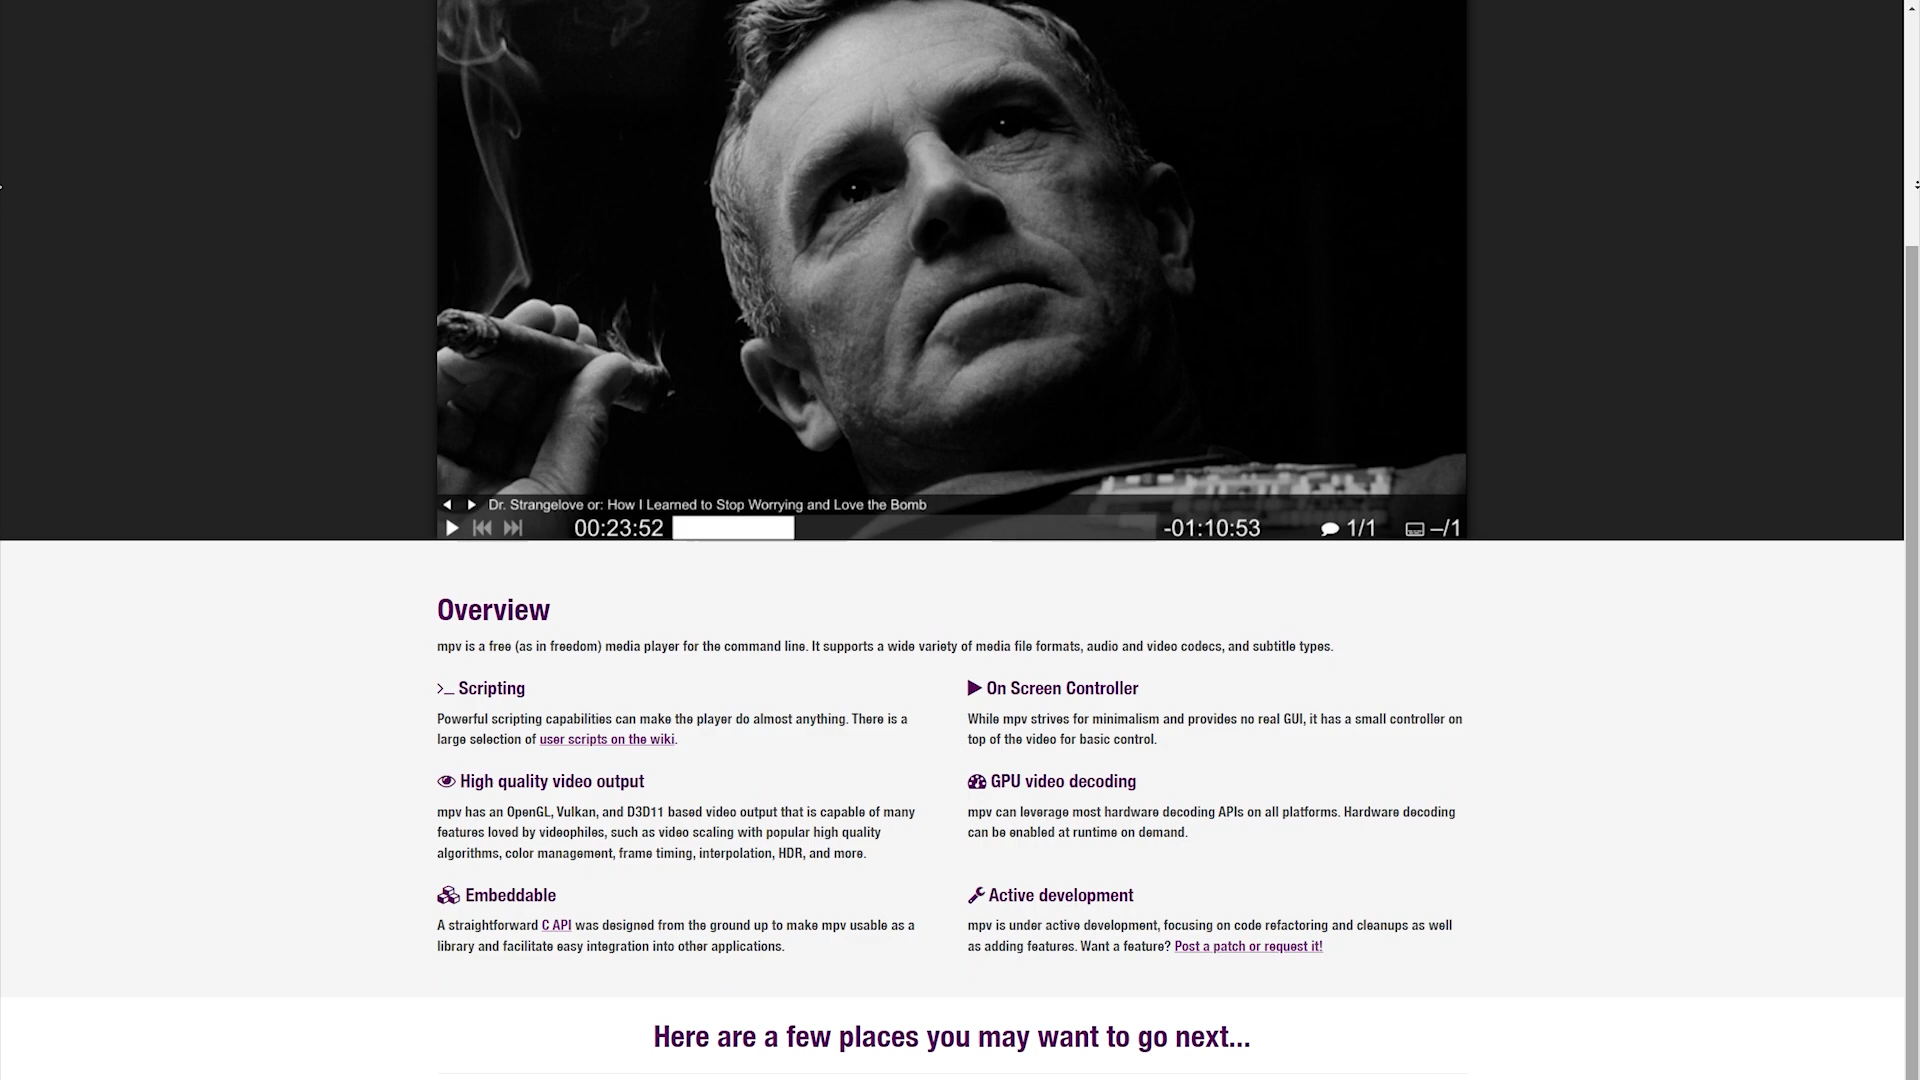 Dr. Strangelove or: How I Learned to Stop Worrying and Love the Bomb
00:23:52 -01:10:53 1/1 –/1
Overview
mpv is a free (as in freedom) media player for the command line. It supports a wide variety of media file formats, audio and video codecs, and subtitle types.
Scripting
Powerful scripting capabilities can make the player do almost anything. There is a
large selection of user scripts on the wiki.
On Screen Controller
While mpv strives for minimalism and provides no real GUI, it has a small controller on
top of the video for basic control.
High quality video output
mpv has an OpenGL, Vulkan, and D3D11 based video output that is capable of many
features loved by videophiles, such as video scaling with popular high quality
algorithms, color management, frame timing, interpolation, HDR, and more.
GPU video decoding
mpv can leverage most hardware decoding APIs on all platforms. Hardware decoding
can be enabled at runtime on demand.
Embeddable
A straightforward C API was designed from the ground up to make mpv usable as a
library and facilitate easy integration into other applications.
Active development
mpv is under active development, focusing on code refactoring and cleanups as well
as adding features. Want a feature? Post a patch or request it!
Here are a few places you may want to go next...